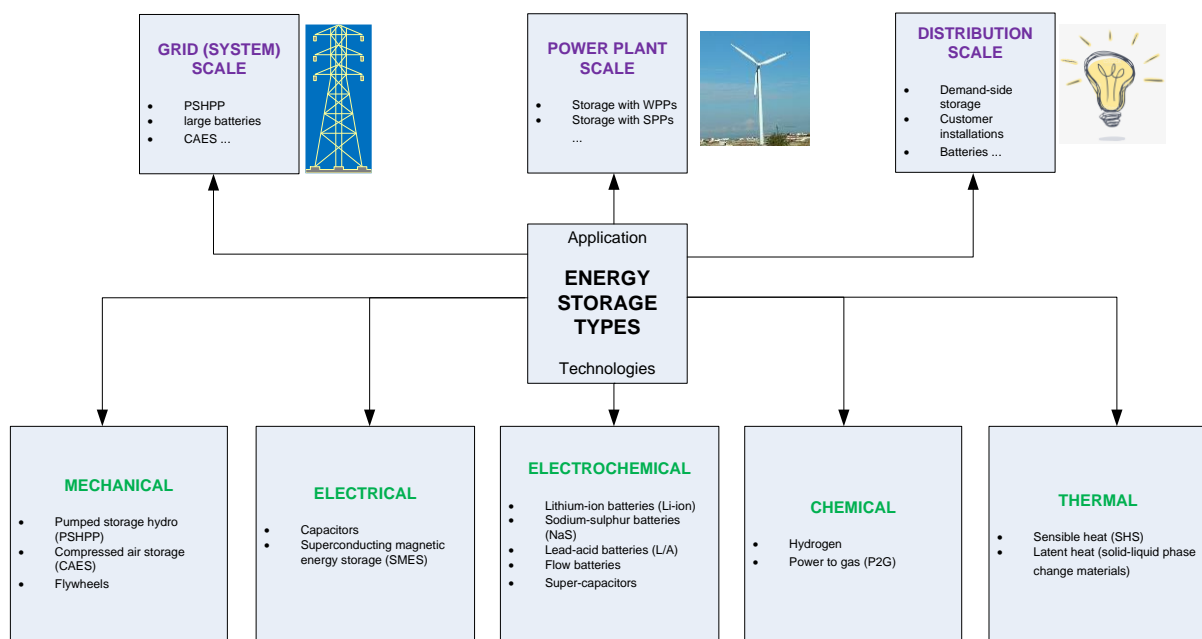 GRID (SYSTEM)
SCALE
• PSHPP
• large batteries
• CAES ...
POWER PLANT
SCALE
• Storage with WPPs
• Storage with SPPs
...
DISTRIBUTION
SCALE
• Demand-side
storage
• Customer
installations
• Batteries ...
Application
ENERGY
STORAGE
TYPES
Technologies
MECHANICAL
• Pumped storage hydro
(PSHPP)
• Compressed air storage
(CAES)
• Flywheels
ELECTRICAL
• Capacitors
• Superconducting magnetic
energy storage (SMES)
ELECTROCHEMICAL
• Lithium-ion batteries (Li-ion)
• Sodium-sulphur batteries
(NaS)
• Lead-acid batteries (L/A)
• Flow batteries
• Super-capacitors
CHEMICAL
• Hydrogen
• Power to gas (P2G)
THERMAL
• Sensible heat (SHS)
• Latent heat (solid-liquid phase
change materials)